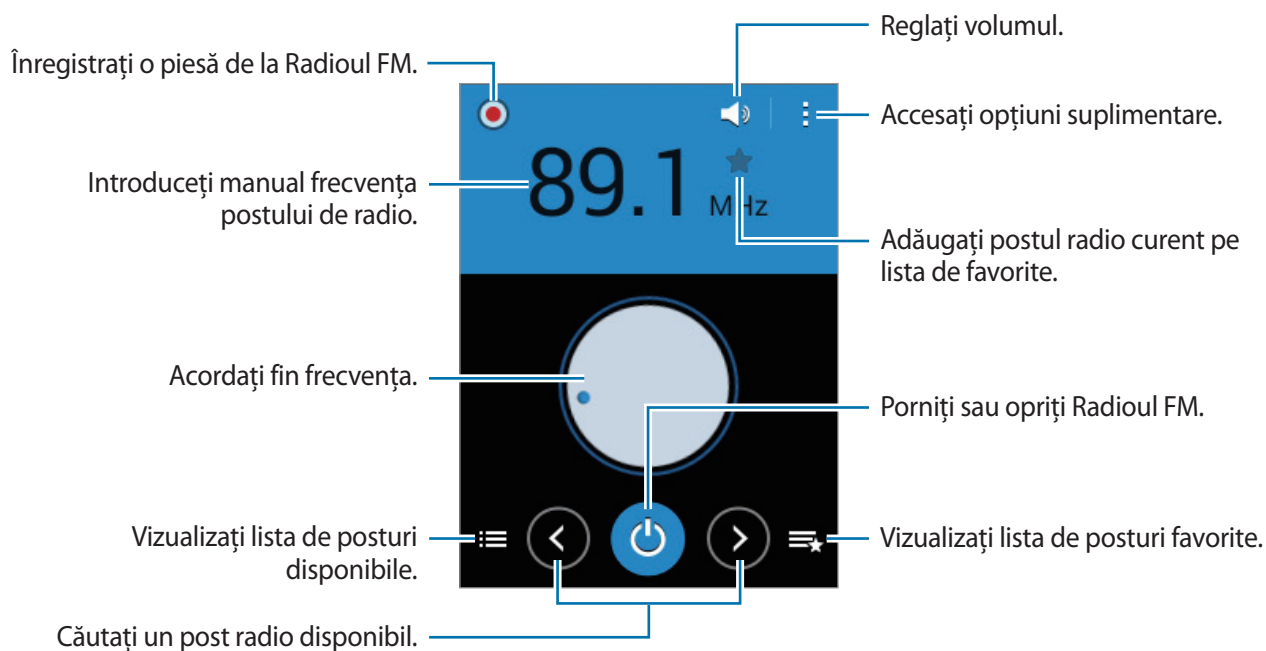 Reglați volumul.
Înregistrați o piesă de la Radioul FM.
Accesați opțiuni suplimentare.
Introduceți manual frecvența
postului de radio.
89.1 MHz
Adăugați postul radio curent pe
lista de favorite.
Acordați fin frecvența.
Porniți sau opriți Radioul FM.
Vizualizați lista de posturi
disponibile.
Vizualizați lista de posturi favorite.
Căutați un post radio disponibil.